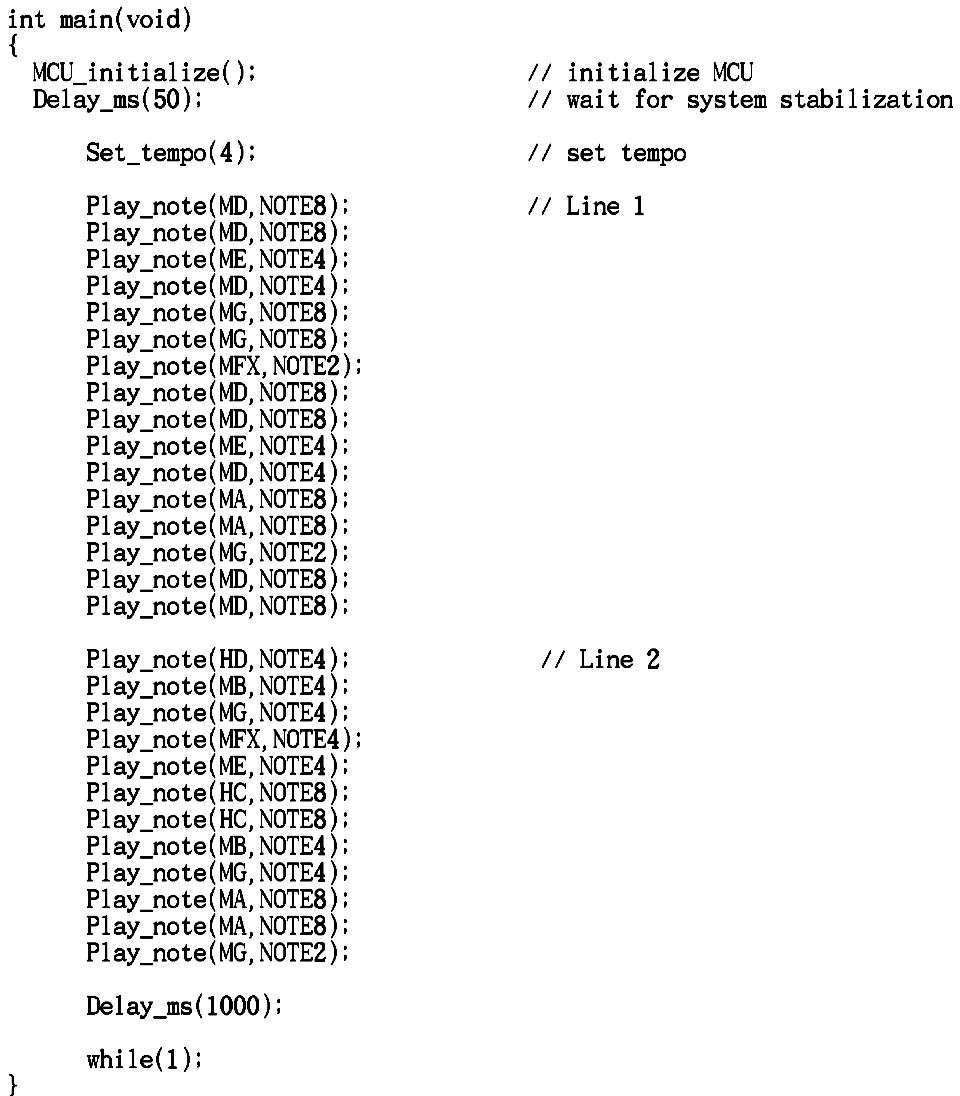 int main(void)
{
MCU_initialize(); // initialize MCU
Delay_ms(50); // wait for system stabilization
Set_tempo(4); // set tempo
Play_note(MD,NOTE8); // Line 1
Play_note(MD,NOTE8);
Play_note(ME,NOTE4);
Play_note(MD,NOTE4);
Play_note(MG,NOTE8);
Play_note(MG,NOTE8);
Play_note(MFX,NOTE2);
Play_note(MD,NOTE8);
Play_note(MD,NOTE8);
Play_note(ME,NOTE4);
Play_note(MD,NOTE4);
Play_note(MA,NOTE8);
Play_note(MA,NOTE8);
Play_note(MG,NOTE2);
Play_note(MD,NOTE8);
Play_note(MD,NOTE8);
Play_note(HD,NOTE4); // Line 2
Play_note(MB,NOTE4);
Play_note(MG,NOTE4);
Play_note(MFX,NOTE4);
Play_note(ME,NOTE4);
Play_note(HC,NOTE8);
Play_note(HC,NOTE8);
Play_note(MB,NOTE4);
Play_note(MG,NOTE4);
Play_note(MA,NOTE8);
Play_note(MA,NOTE8);
Play_note(MG,NOTE2);
Delay_ms(1000);
while(1);
}